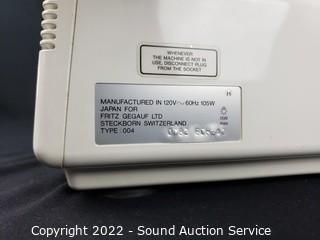 WHENEVER
THE MACHINE IS NOT IN
USE, DISCONNECT PLUG
FROM THE SOCKET
H
MANUFACTURED IN 120V~60Hz 105W
JAPAN FOR
FRITZ GEGAUF LTD
STECKBORN SWITZERLAND
TYPE: 004
Copyright 2022 - Sound Auction Service